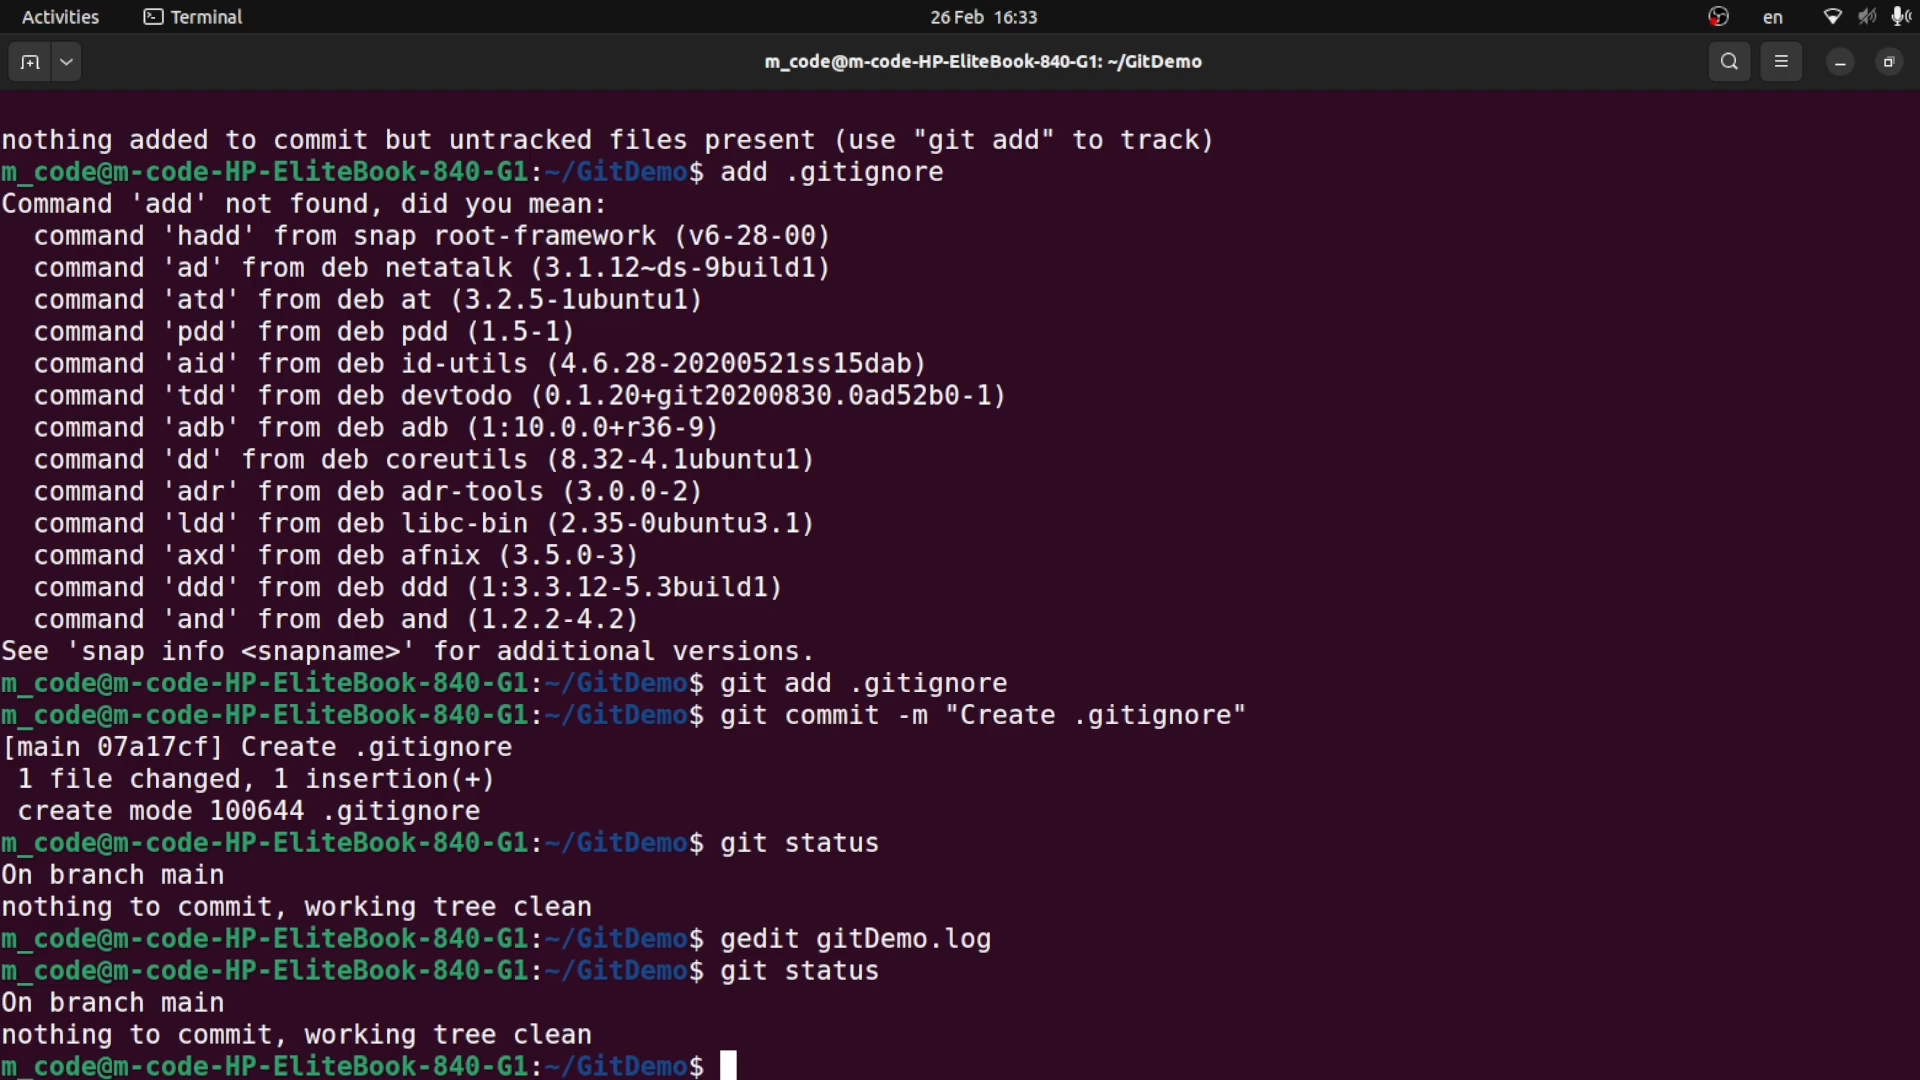 Activities Terminal 26 Feb 16:33 en
m_code@m-code-HP-EliteBook-840-G1: ~/GitDemo
nothing added to commit but untracked files present (use "git add" to track)
m_code@m-code-HP-EliteBook-840-G1:~/GitDemo$ add .gitignore
Command 'add' not found, did you mean:
  command 'hadd' from snap root-framework (v6-28-00)
  command 'ad' from deb netatalk (3.1.12~ds-9build1)
  command 'atd' from deb at (3.2.5-1ubuntu1)
  command 'pdd' from deb pdd (1.5-1)
  command 'aid' from deb id-utils (4.6.28-20200521ss15dab)
  command 'tdd' from deb devtodo (0.1.20+git20200830.0ad52b0-1)
  command 'adb' from deb adb (1:10.0.0+r36-9)
  command 'dd' from deb coreutils (8.32-4.1ubuntu1)
  command 'adr' from deb adr-tools (3.0.0-2)
  command 'ldd' from deb libc-bin (2.35-0ubuntu3.1)
  command 'axd' from deb afnix (3.5.0-3)
  command 'ddd' from deb ddd (1:3.3.12-5.3build1)
  command 'and' from deb and (1.2.2-4.2)
See 'snap info <snapname>' for additional versions.
m_code@m-code-HP-EliteBook-840-G1:~/GitDemo$ git add .gitignore
m_code@m-code-HP-EliteBook-840-G1:~/GitDemo$ git commit -m "Create .gitignore"
[main 07a17cf] Create .gitignore
 1 file changed, 1 insertion(+)
 create mode 100644 .gitignore
m_code@m-code-HP-EliteBook-840-G1:~/GitDemo$ git status
On branch main
nothing to commit, working tree clean
m_code@m-code-HP-EliteBook-840-G1:~/GitDemo$ gedit gitDemo.log
m_code@m-code-HP-EliteBook-840-G1:~/GitDemo$ git status
On branch main
nothing to commit, working tree clean
m_code@m-code-HP-EliteBook-840-G1:~/GitDemo$